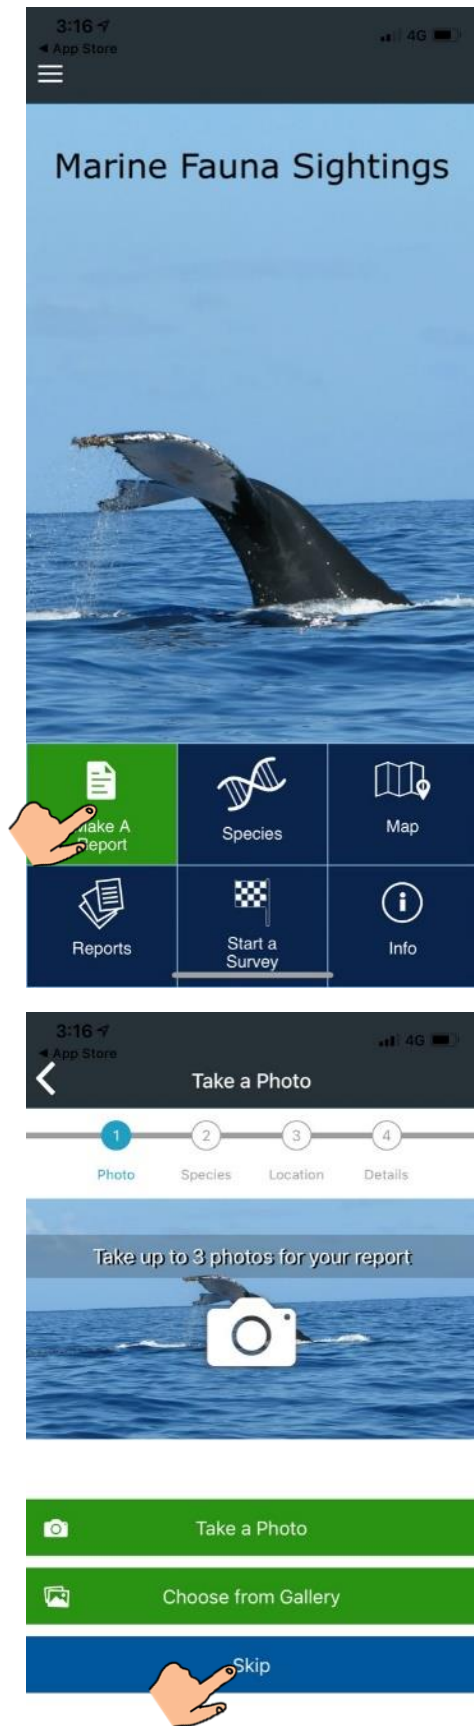 3:16
◄ App Store
4G
Marine Fauna Sightings
Make A
Report
Species
Map
Reports
Start a
Survey
Info
3:16
◄ App Store
4G
Take a Photo
1
2
3
4
Photo
Species
Location
Details
Take up to 3 photos for your report
Take a Photo
Choose from Gallery
Skip